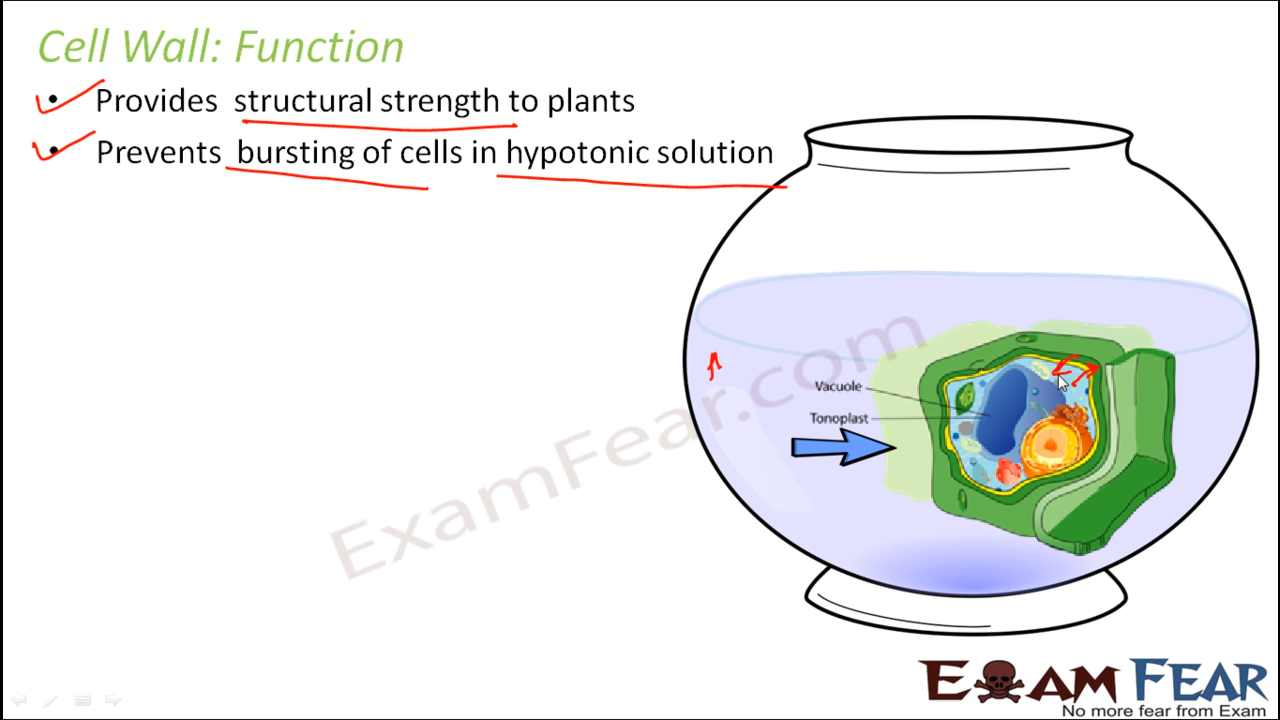 Cell Wall: Function
• Provides structural strength to plants
• Prevents bursting of cells in hypotonic solution
Vacuole
Tonoplast
ExamFear.com
EXAM FEAR
No more fear from Exam